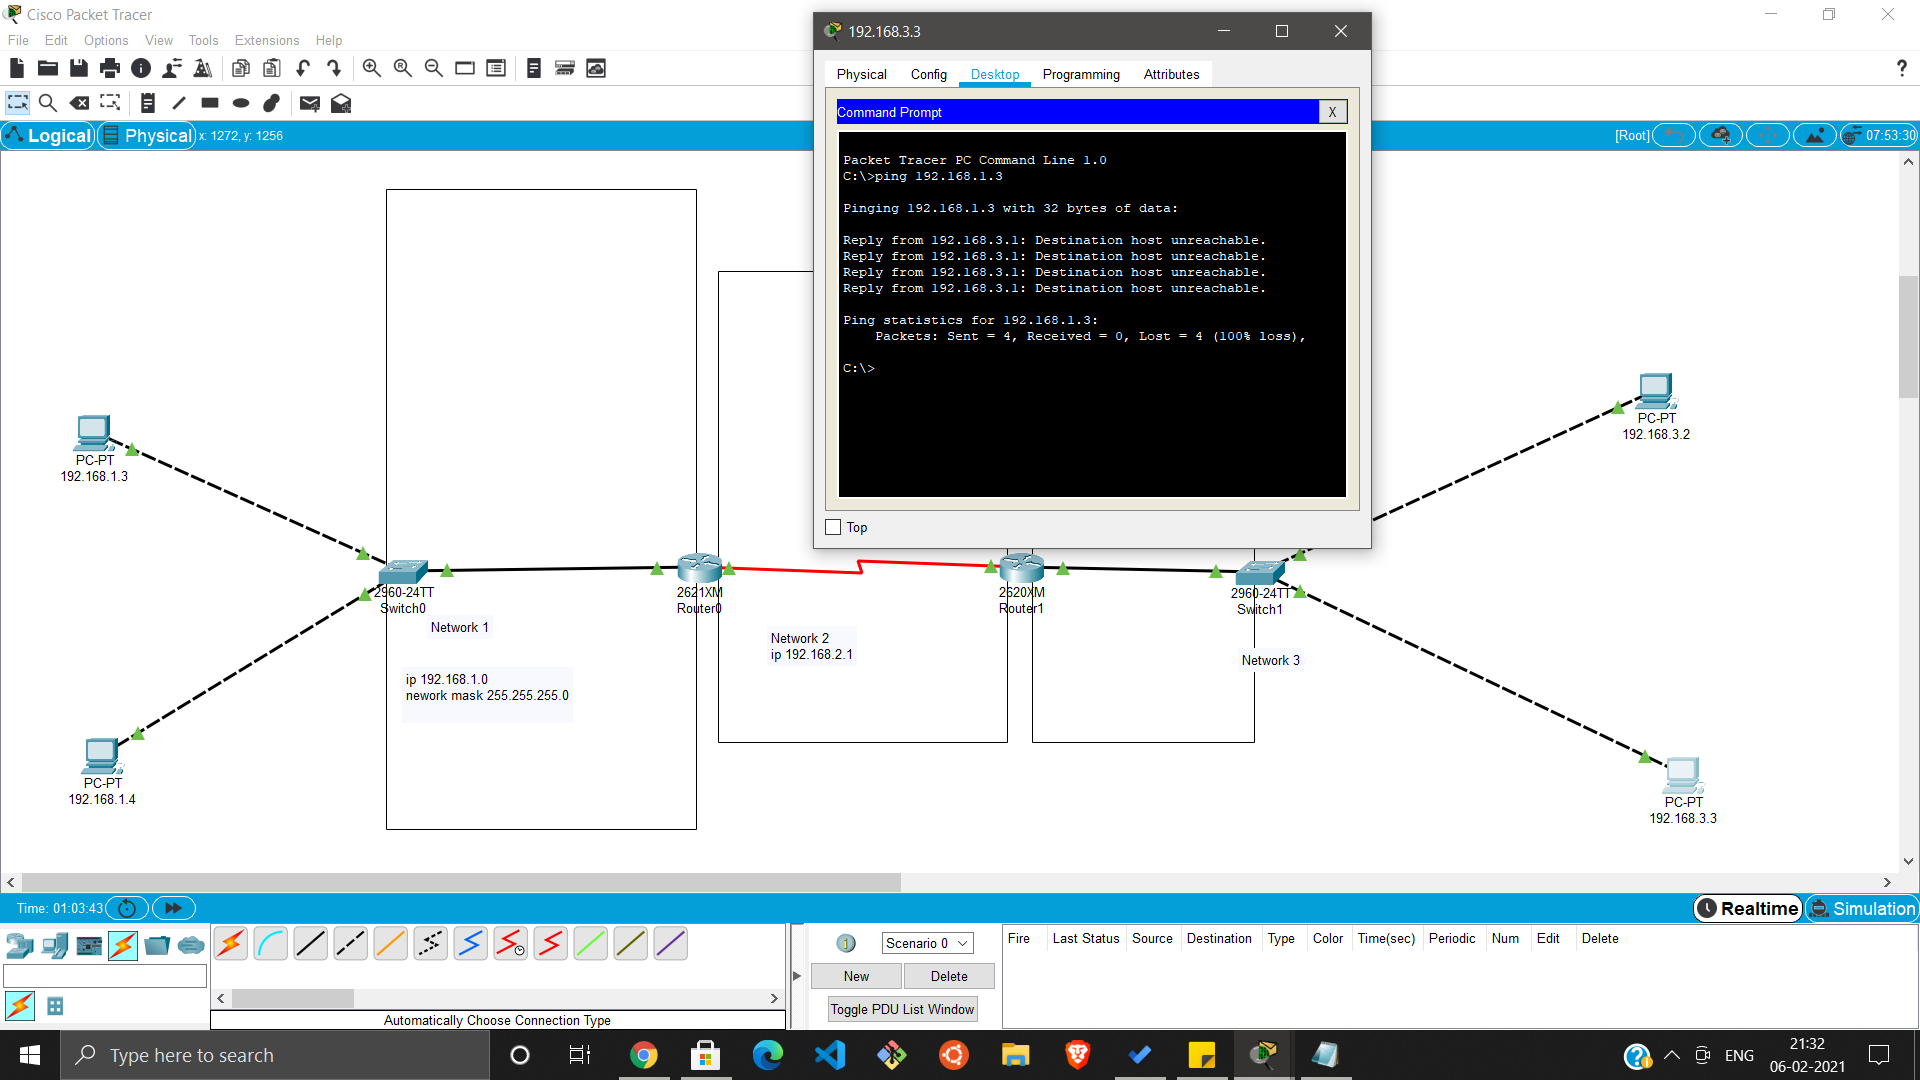 Cisco Packet Tracer
File Edit Options View Tools Extensions Help
Logical Physical x: 1272, y: 1256
[Root] 07:53:30
192.168.3.3
Physical Config Desktop Programming Attributes
Command Prompt X
Packet Tracer PC Command Line 1.0
C:\>ping 192.168.1.3
Pinging 192.168.1.3 with 32 bytes of data:
Reply from 192.168.3.1: Destination host unreachable.
Reply from 192.168.3.1: Destination host unreachable.
Reply from 192.168.3.1: Destination host unreachable.
Reply from 192.168.3.1: Destination host unreachable.
Ping statistics for 192.168.1.3:
Packets: Sent = 4, Received = 0, Lost = 4 (100% loss),
C:\>
Top
PC-PT
192.168.1.3
PC-PT
192.168.3.2
2960-24TT
Switch0
2621XM
Router0
2620XM
Router1
2960-24TT
Switch1
Network 1
ip 192.168.1.0
nework mask 255.255.255.0
Network 2
ip 192.168.2.1
Network 3
PC-PT
192.168.1.4
PC-PT
192.168.3.3
Time: 01:03:43
Realtime Simulation
Scenario 0
New Delete
Toggle PDU List Window
Fire Last Status Source Destination Type Color Time(sec) Periodic Num Edit Delete
Automatically Choose Connection Type
Type here to search
ENG
21:32
06-02-2021